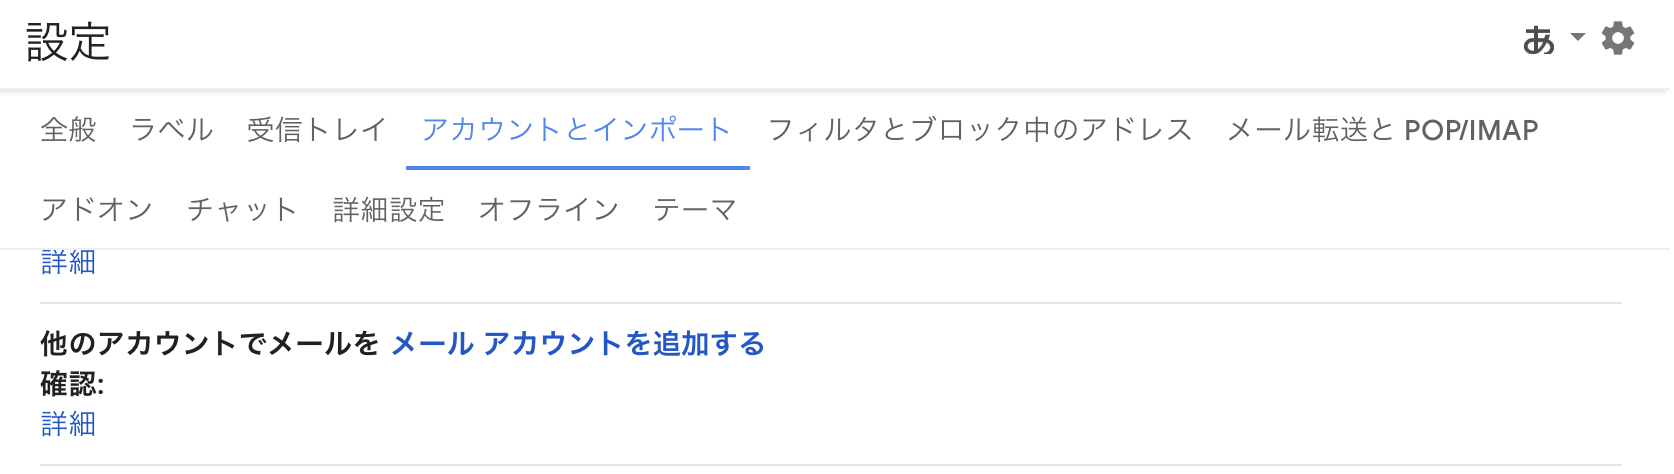 設定
あ
全般 ラベル 受信トレイ アカウントとインポート フィルタとブロック中のアドレス メール転送と POP/IMAP
アドオン チャット 詳細設定 オフライン テーマ
詳細
他のアカウントでメールを メール アカウントを追加する
確認:
詳細